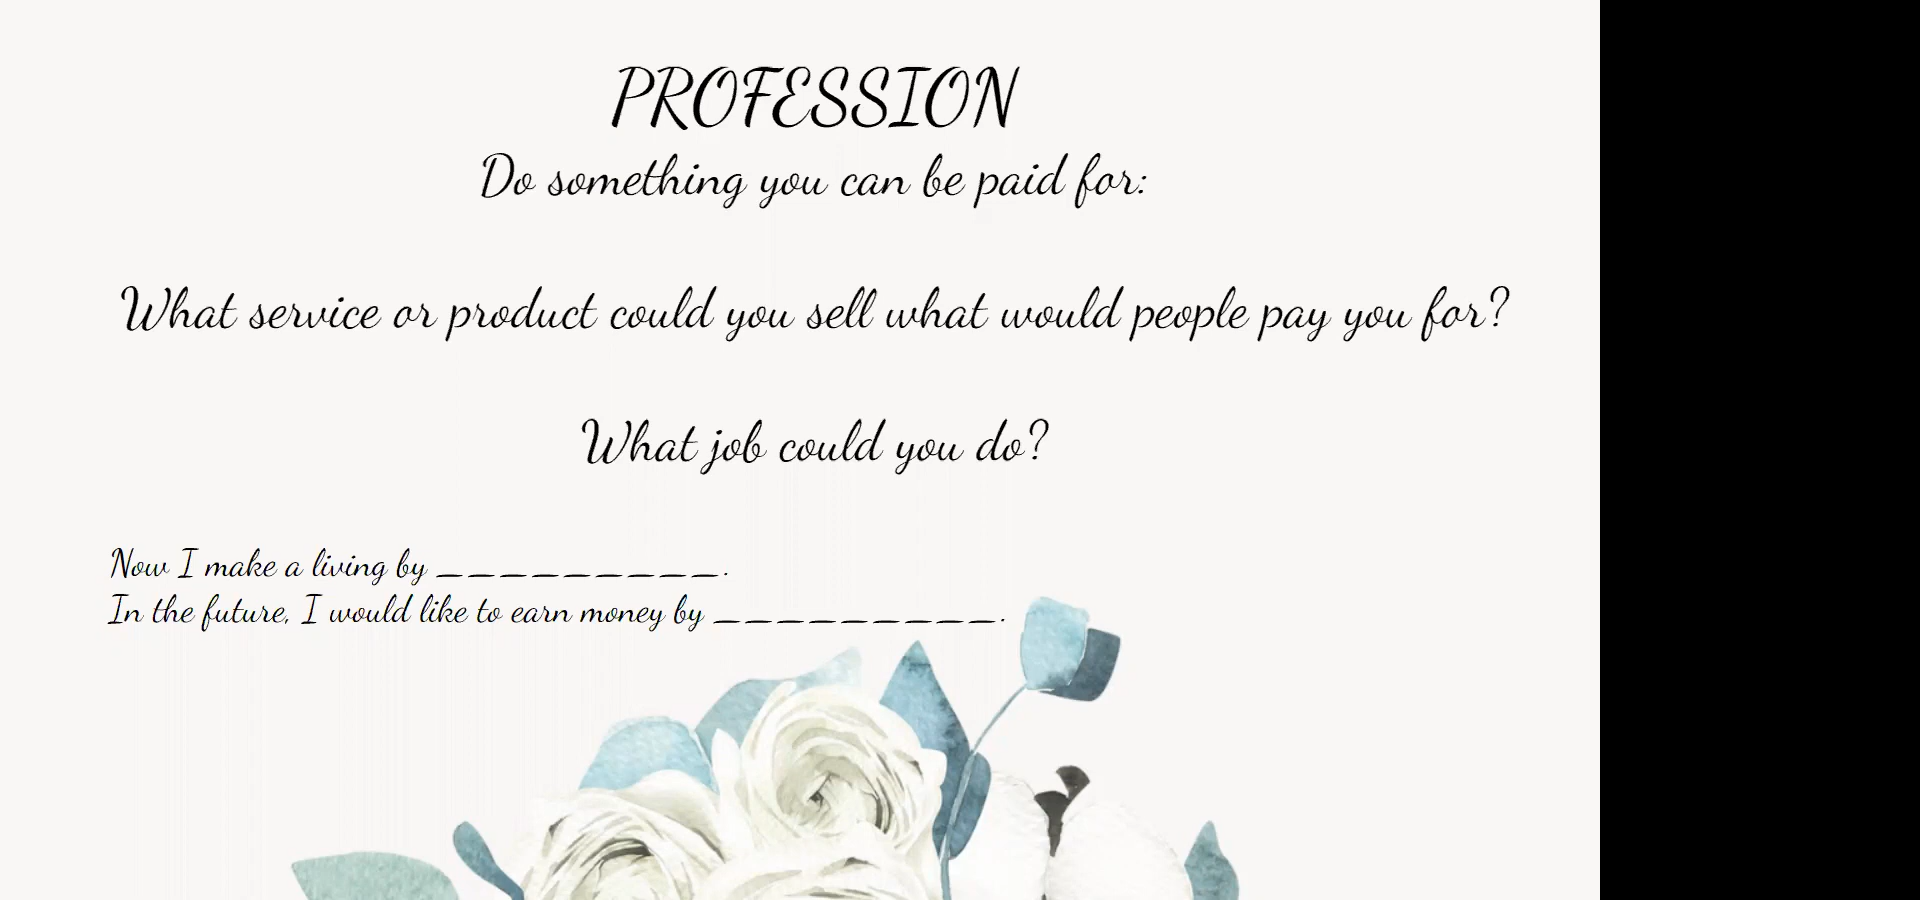 PROFESSION
Do something you can be paid for:
What service or product could you sell what would people pay you for?
What job could you do?
Now I make a living by _________.
In the future, I would like to earn money by _________.